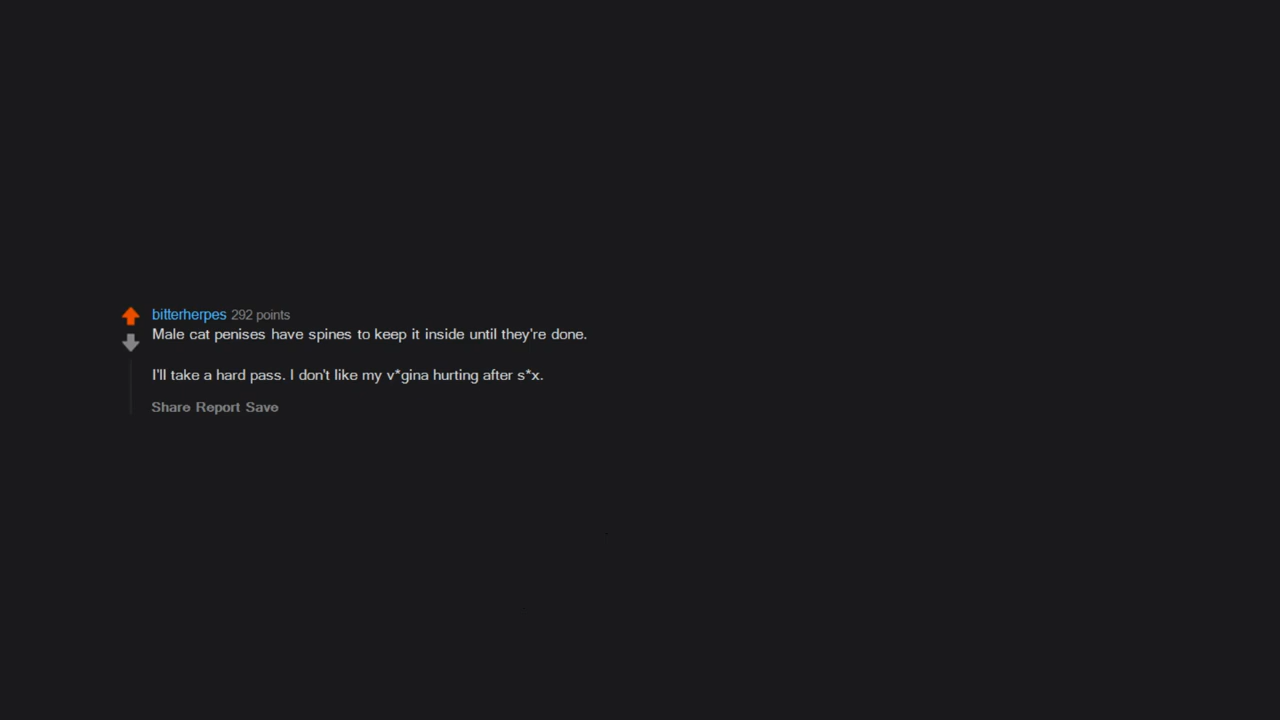 bitterherpes 292 points
Male cat penises have spines to keep it inside until they're done.
I'll take a hard pass. I don't like my v*gina hurting after s*x.
Share Report Save